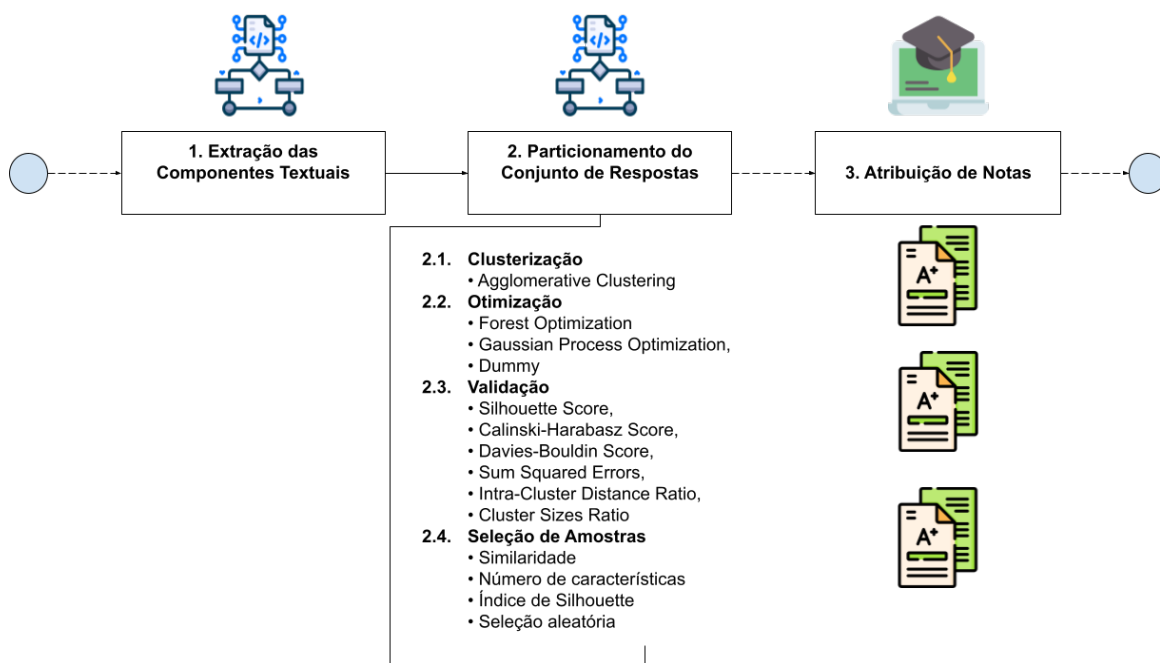 </>
</>
1. Extração das
Componentes Textuais
2. Particionamento do
Conjunto de Respostas
3. Atribuição de Notas
2.1. Clusterização
• Agglomerative Clustering
2.2. Otimização
• Forest Optimization
• Gaussian Process Optimization,
• Dummy
2.3. Validação
• Silhouette Score,
• Calinski-Harabasz Score,
• Davies-Bouldin Score,
• Sum Squared Errors,
• Intra-Cluster Distance Ratio,
• Cluster Sizes Ratio
2.4. Seleção de Amostras
• Similaridade
• Número de características
• Índice de Silhouette
• Seleção aleatória
A+
A+
A+